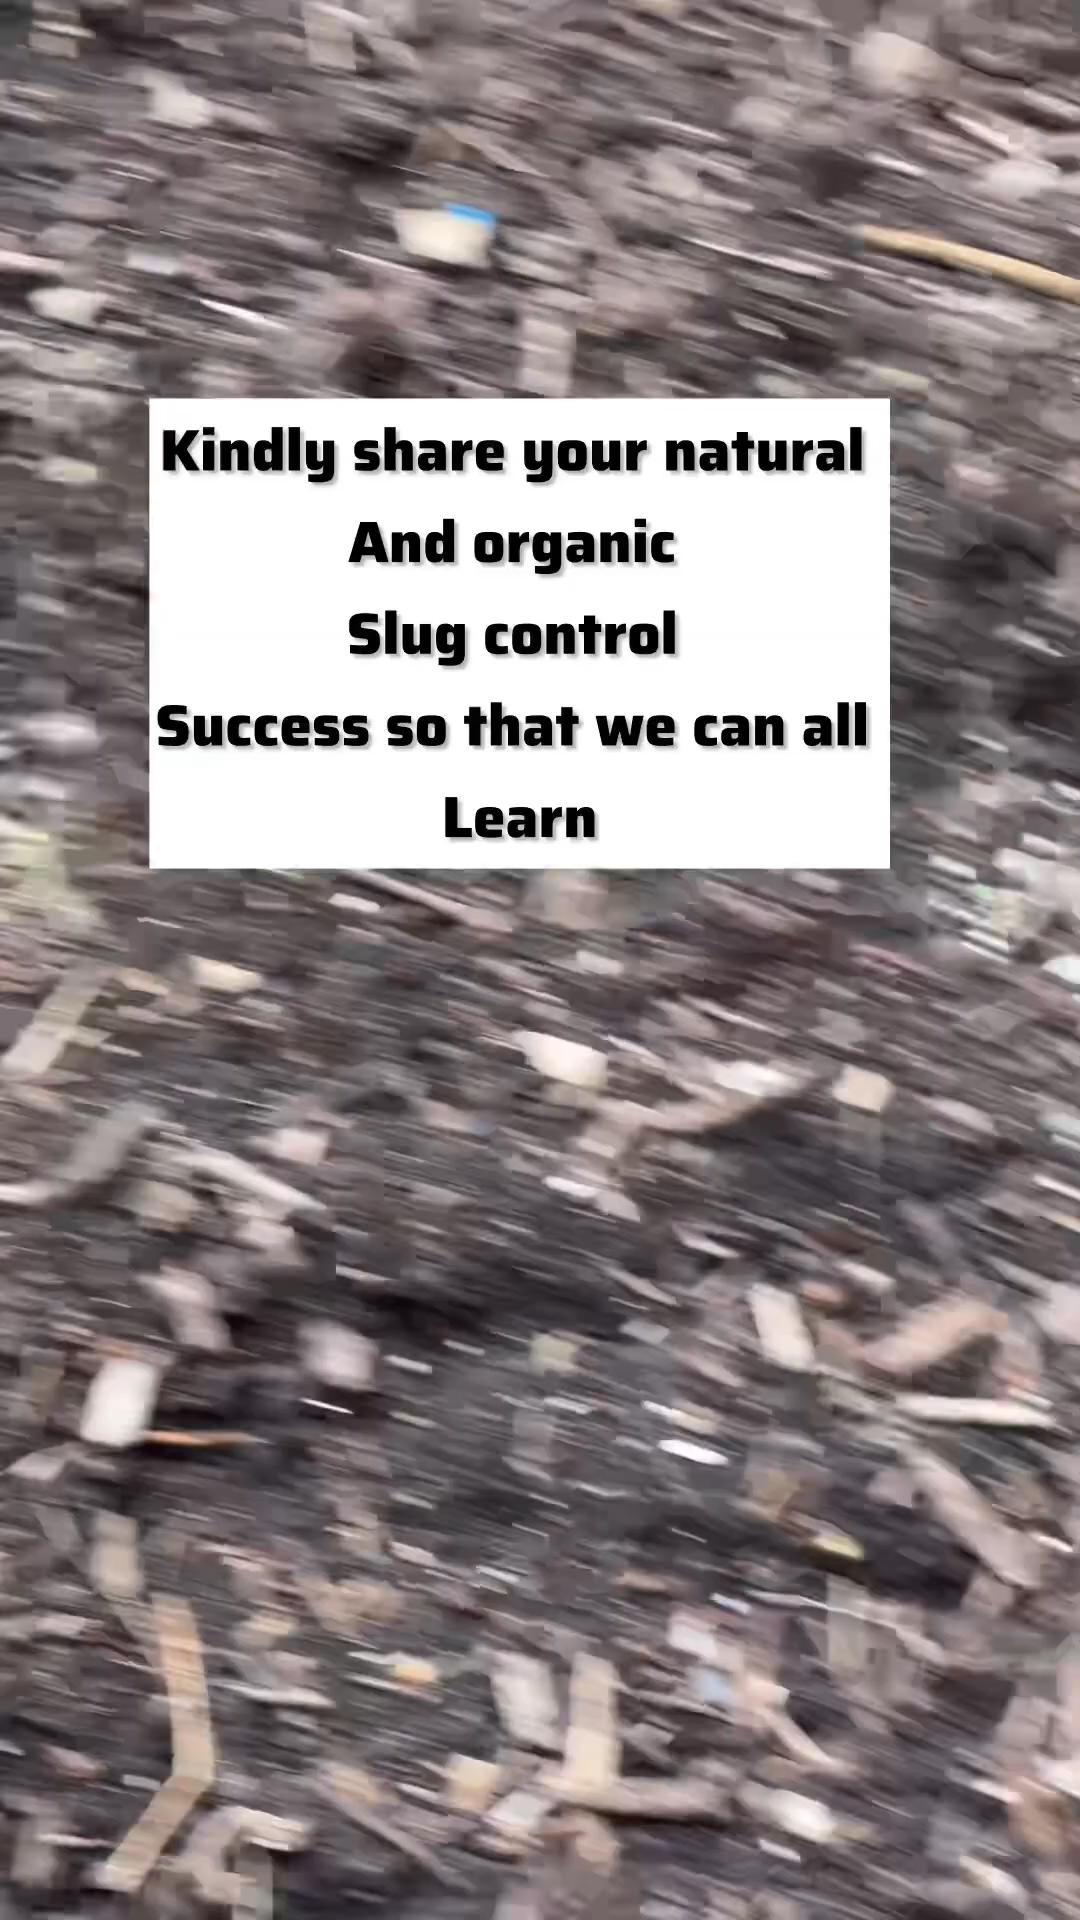 Kindly share your natural
And organic
Slug control
Success so that we can all
Learn